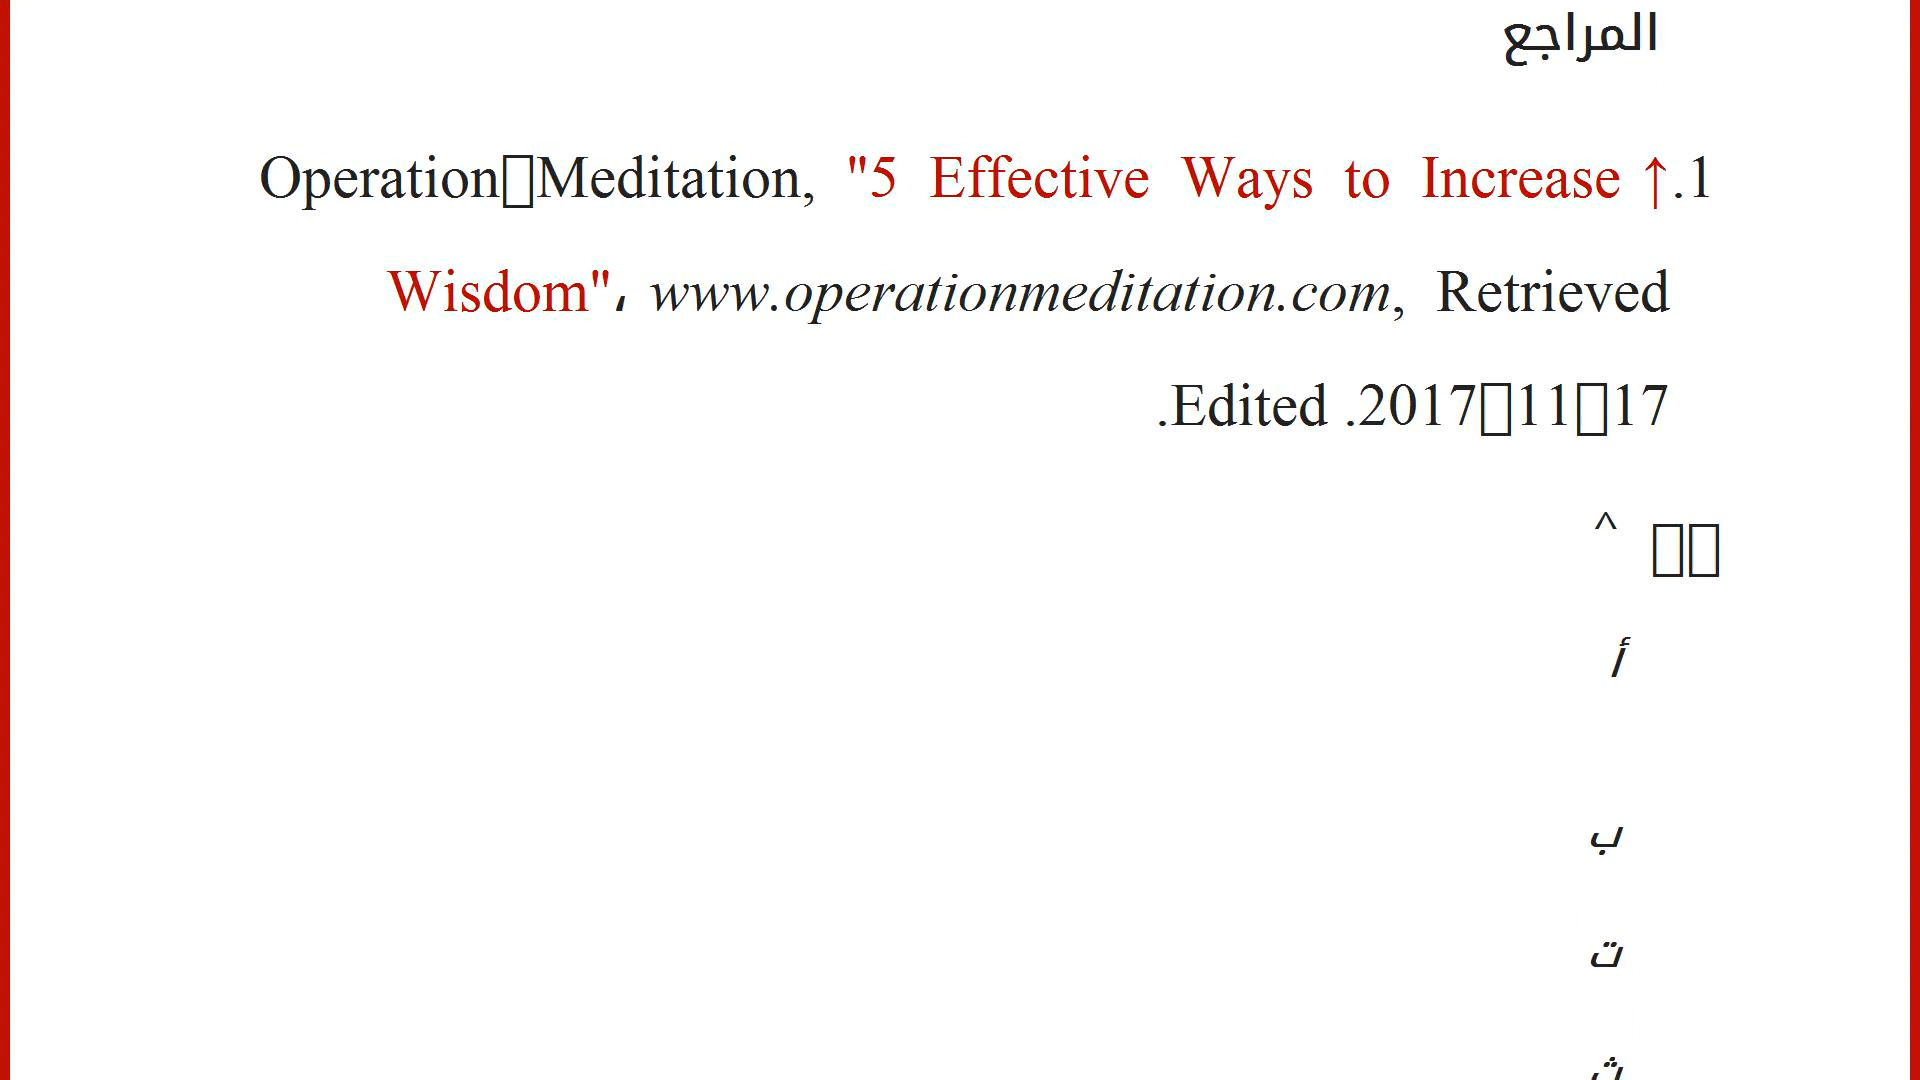 المراجع
1.↑ Operation Meditation, "5 Effective Ways to Increase
Wisdom"، www.operationmeditation.com, Retrieved
17 11 2017. Edited.
^
أ
ب
ت
ث